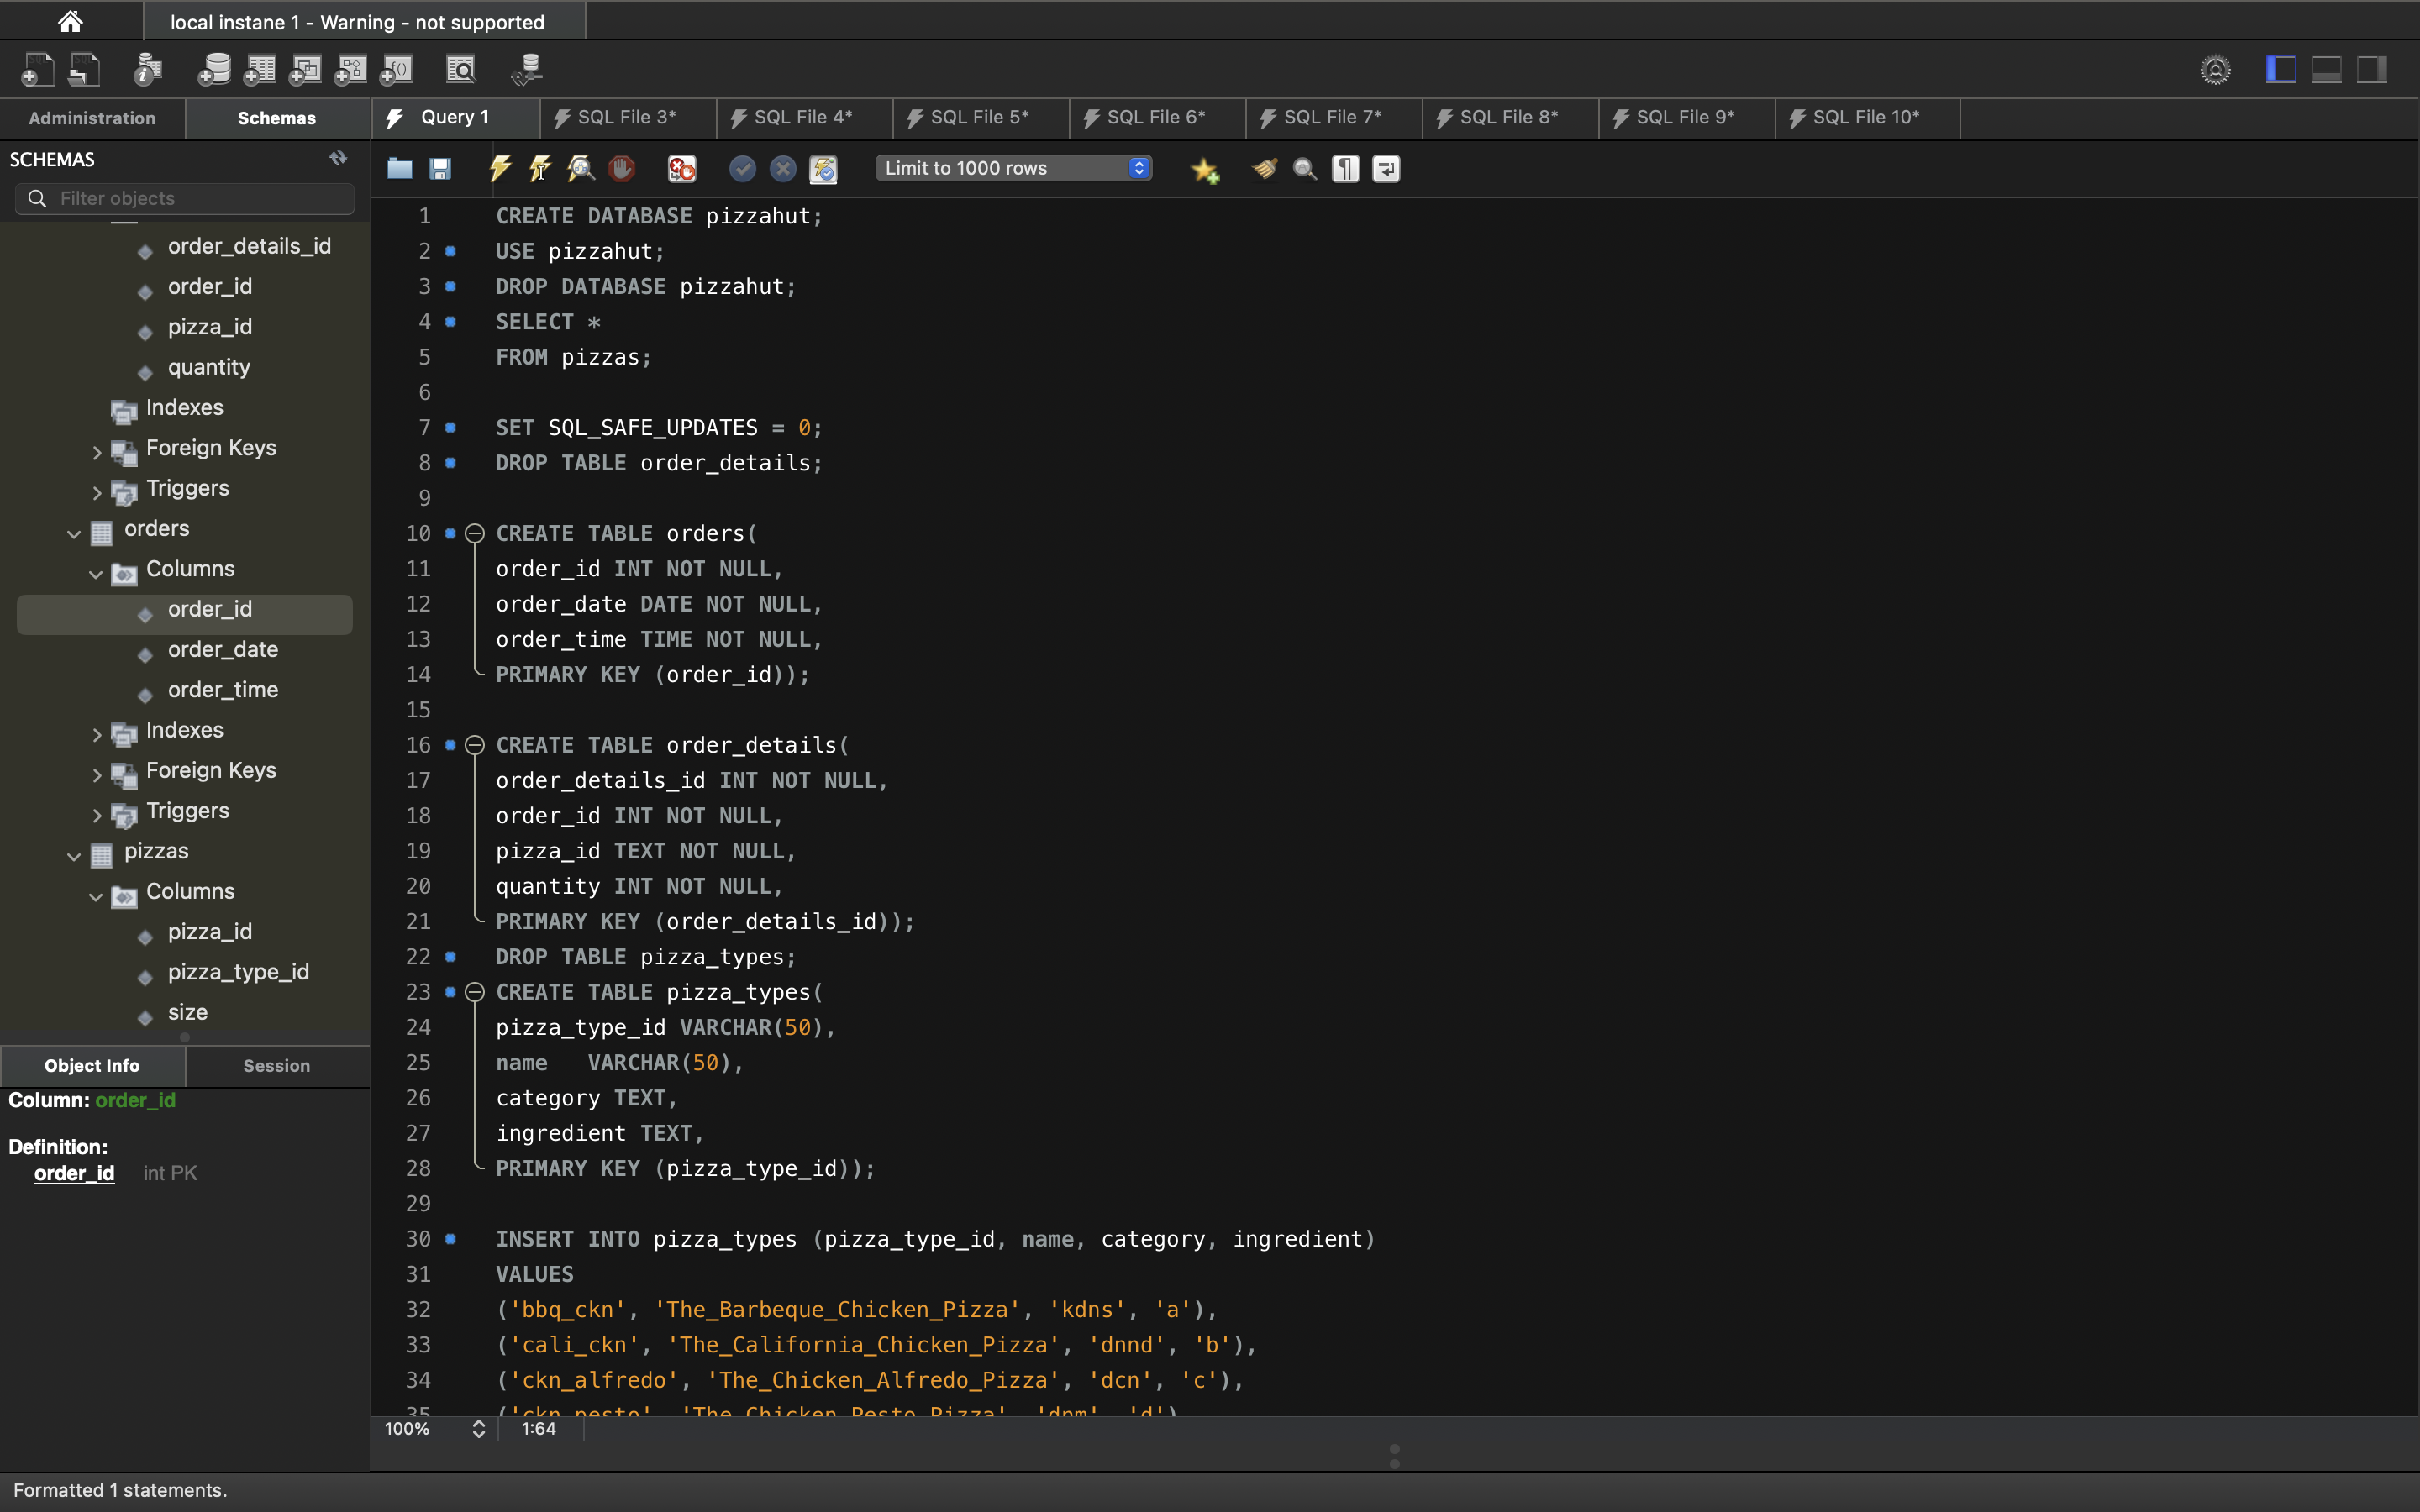 local instane 1 - Warning - not supported
Administration
Schemas
Query 1
SQL File 3*
SQL File 4*
SQL File 5*
SQL File 6*
SQL File 7*
SQL File 8*
SQL File 9*
SQL File 10*
SCHEMAS
Filter objects
order_details_id
order_id
pizza_id
quantity
Indexes
Foreign Keys
Triggers
orders
Columns
order_id
order_date
order_time
Indexes
Foreign Keys
Triggers
pizzas
Columns
pizza_id
pizza_type_id
size
Object Info
Session
Column: order_id
Definition:
order_id int PK
Limit to 1000 rows
1 CREATE DATABASE pizzahut;
2 USE pizzahut;
3 DROP DATABASE pizzahut;
4 SELECT *
5 FROM pizzas;
6
7 SET SQL_SAFE_UPDATES = 0;
8 DROP TABLE order_details;
9
10 CREATE TABLE orders(
11 order_id INT NOT NULL,
12 order_date DATE NOT NULL,
13 order_time TIME NOT NULL,
14 PRIMARY KEY (order_id));
15
16 CREATE TABLE order_details(
17 order_details_id INT NOT NULL,
18 order_id INT NOT NULL,
19 pizza_id TEXT NOT NULL,
20 quantity INT NOT NULL,
21 PRIMARY KEY (order_details_id));
22 DROP TABLE pizza_types;
23 CREATE TABLE pizza_types(
24 pizza_type_id VARCHAR(50),
25 name VARCHAR(50),
26 category TEXT,
27 ingredient TEXT,
28 PRIMARY KEY (pizza_type_id));
29
30 INSERT INTO pizza_types (pizza_type_id, name, category, ingredient)
31 VALUES
32 ('bbq_ckn', 'The_Barbeque_Chicken_Pizza', 'kdns', 'a'),
33 ('cali_ckn', 'The_California_Chicken_Pizza', 'dnnd', 'b'),
34 ('ckn_alfredo', 'The_Chicken_Alfredo_Pizza', 'dcn', 'c'),
35 ('ckn_pesto', 'The_Chicken_Pesto_Pizza', 'dnm', 'd')
100%
1:64
Formatted 1 statements.